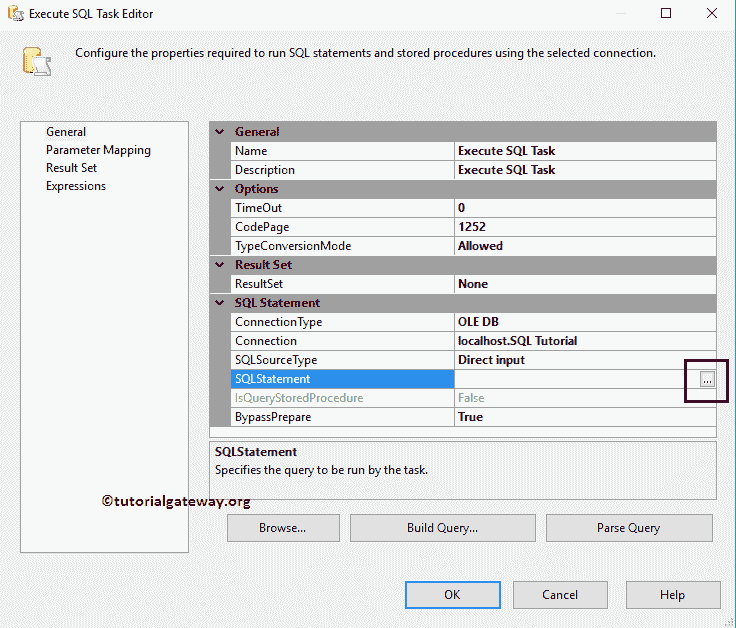 Execute SQL Task Editor
Configure the properties required to run SQL statements and stored procedures using the selected connection.
General
Parameter Mapping
Result Set
Expressions
General
Name Execute SQL Task
Description Execute SQL Task
Options
TimeOut 0
CodePage 1252
TypeConversionMode Allowed
Result Set
ResultSet None
SQL Statement
ConnectionType OLE DB
Connection localhost.SQL Tutorial
SQLSourceType Direct input
SQLStatement ...
IsQueryStoredProcedure False
BypassPrepare True
SQLStatement
Specifies the query to be run by the task.
©tutorialgateway.org
Browse... Build Query... Parse Query
OK Cancel Help